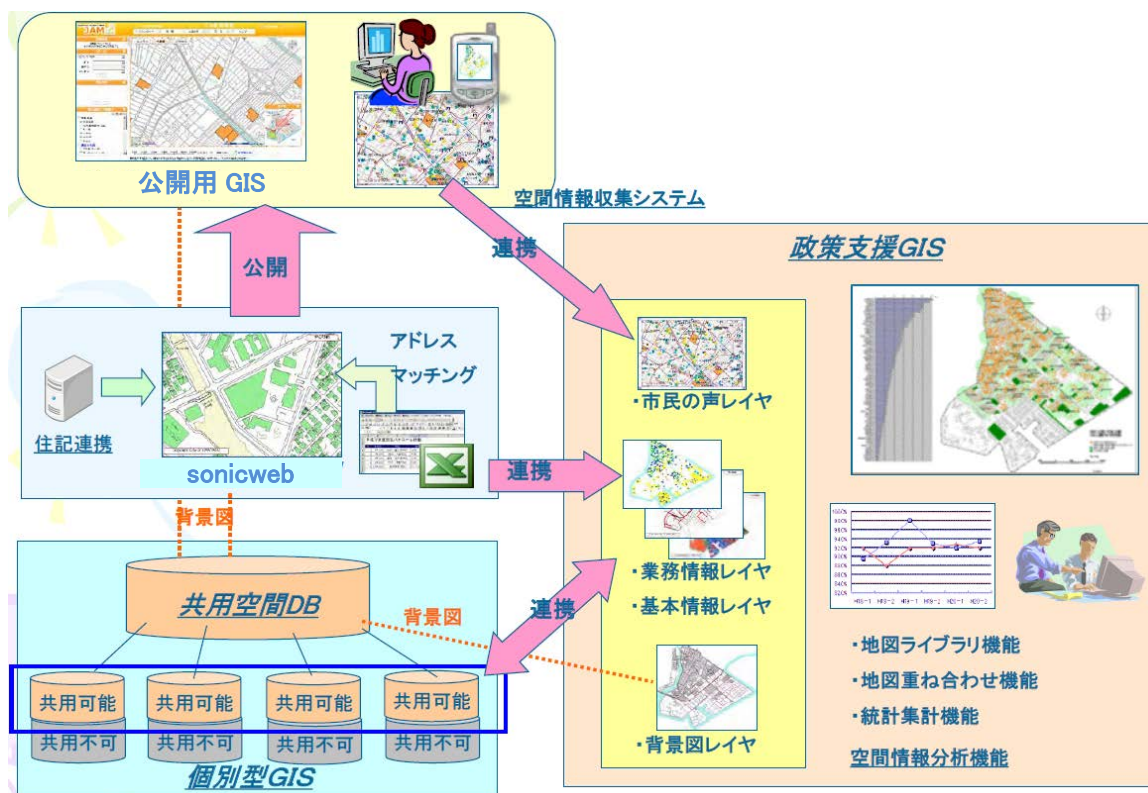 公開用 GIS
空間情報収集システム
連携
政策支援GIS
公開
アドレス
マッチング
住記連携
sonicweb
連携
・市民の声レイヤ
背景図
・業務情報レイヤ
・基本情報レイヤ
連携
共用空間DB
背景図
・地図ライブラリ機能
・地図重ね合わせ機能
・統計集計機能
空間情報分析機能
共用可能 共用可能 共用可能 共用可能
共用不可 共用不可 共用不可 共用不可
・背景図レイヤ
個別型GIS